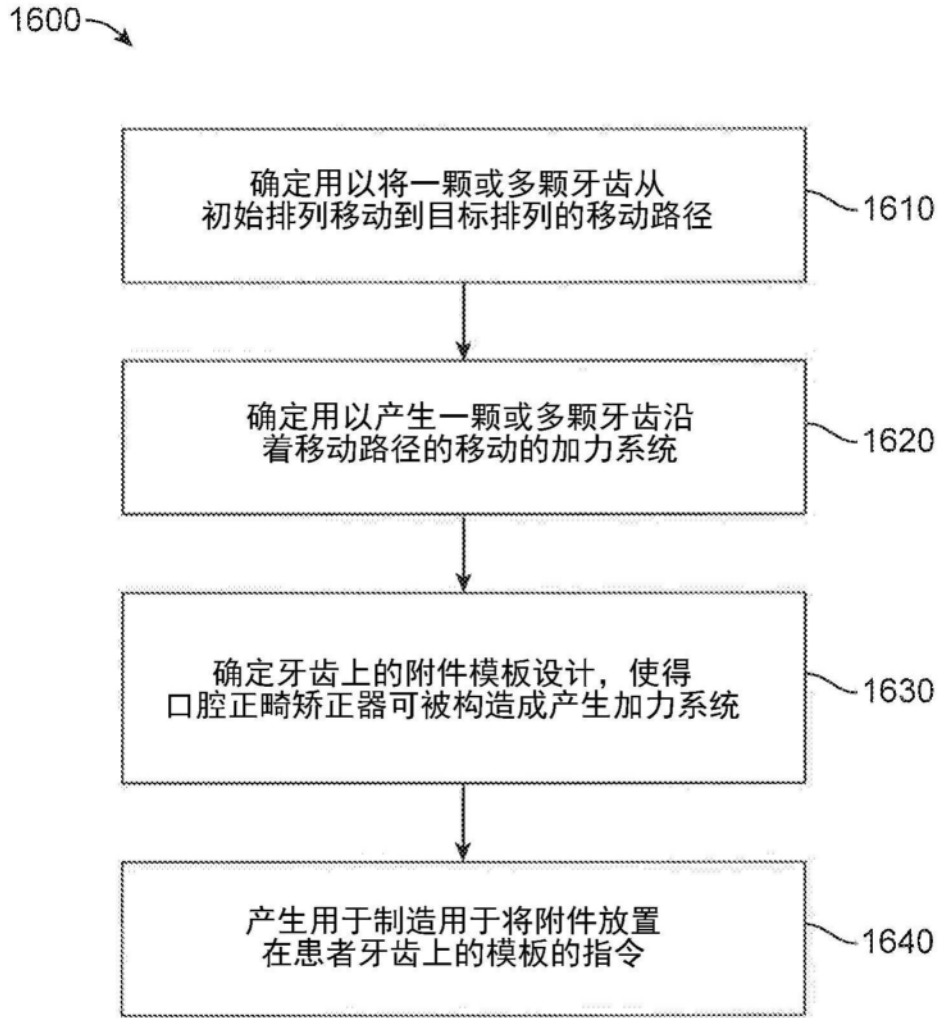 1600
确定用以将一颗或多颗牙齿从
初始排列移动到目标排列的移动路径
1610
确定用以产生一颗或多颗牙齿沿
着移动路径的移动的加力系统
1620
确定牙齿上的附件模板设计，使得
口腔正畸矫正器可被构造成产生加力系统
1630
产生用于制造用于将附件放置
在患者牙齿上的模板的指令
1640